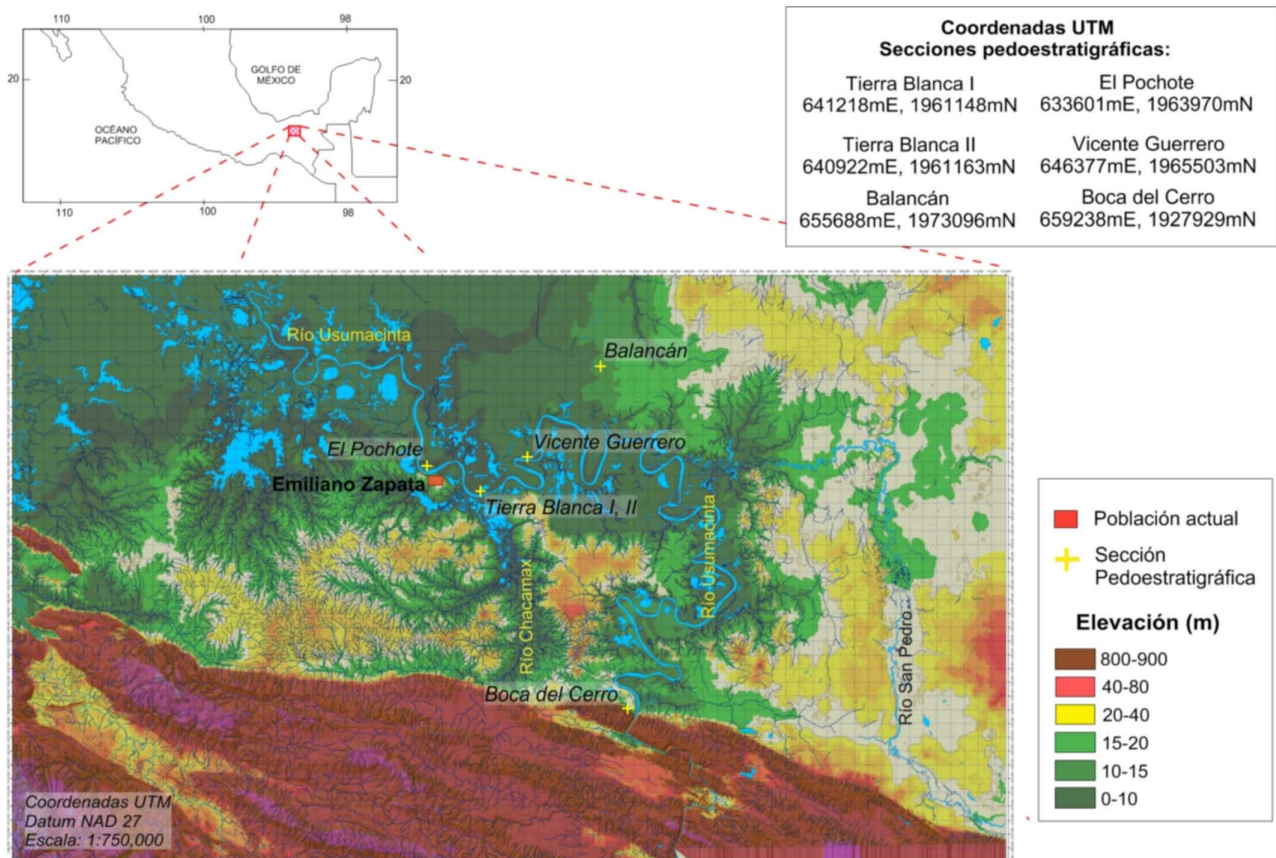 110
100
98
20
GOLFO DE
MÉXICO
20
OCÉANO
PACÍFICO
110
100
98
Coordenadas UTM
Secciones pedoestratigráficas:
Tierra Blanca I
641218mE, 1961148mN
El Pochote
633601mE, 1963970mN
Tierra Blanca II
640922mE, 1961163mN
Vicente Guerrero
646377mE, 1965503mN
Balancán
655688mE, 1973096mN
Boca del Cerro
659238mE, 1927929mN
Río Usumacinta
Balancán
El Pochote
Vicente Guerrero
Emiliano Zapata
Tierra Blanca I, II
Río Usumacinta
Río Chacamax
Río San Pedro
Boca del Cerro
Coordenadas UTM
Datum NAD 27
Escala: 1:750,000
Población actual
Sección
Pedoestratigráfica
Elevación (m)
800-900
40-80
20-40
15-20
10-15
0-10